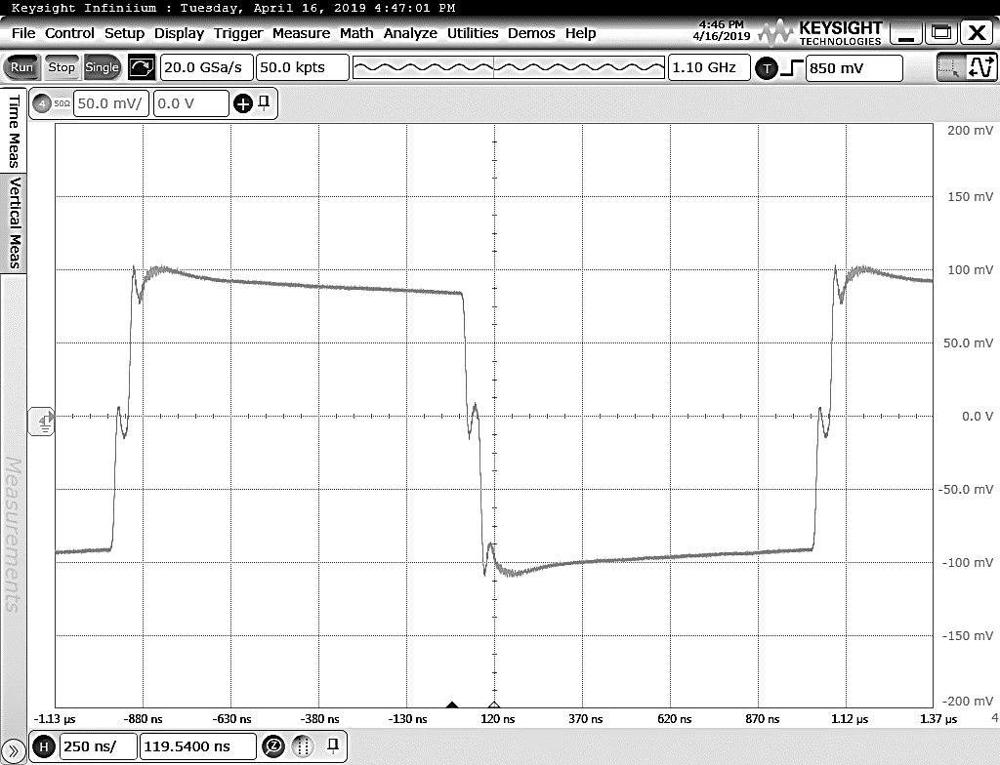 Keysight Infiniium : Tuesday, April 16, 2019 4:47:01 PM
File Control Setup Display Trigger Measure Math Analyze Utilities Demos Help
4:46 PM
4/16/2019
KEYSIGHT
TECHNOLOGIES
Run Stop Single 20.0 GSa/s 50.0 kpts 1.10 GHz T 850 mV
4 50Ω 50.0 mV/ 0.0 V
Time Meas
Vertical Meas
Measurements
200 mV
150 mV
100 mV
50.0 mV
0.0 V
-50.0 mV
-100 mV
-150 mV
-200 mV
4
-1.13 µs -880 ns -630 ns -380 ns -130 ns 120 ns 370 ns 620 ns 870 ns 1.12 µs 1.37 µs 4
H 250 ns/ 119.5400 ns Z